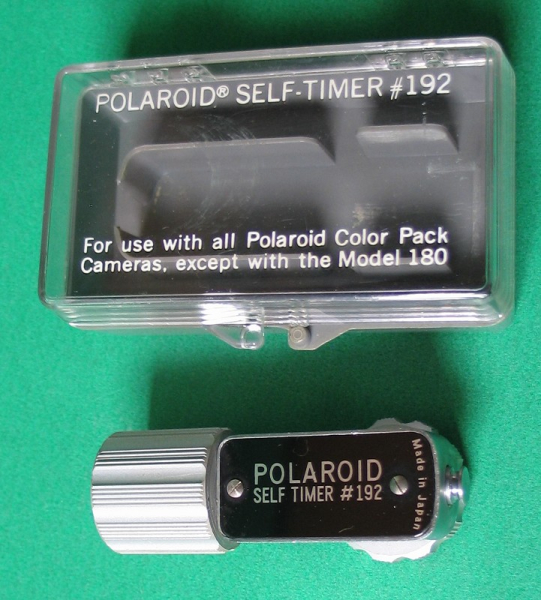 POLAROID® SELF-TIMER #192
For use with all Polaroid Color Pack
Cameras, except with the Model 180
POLAROID
SELF TIMER #192
Made in Japan